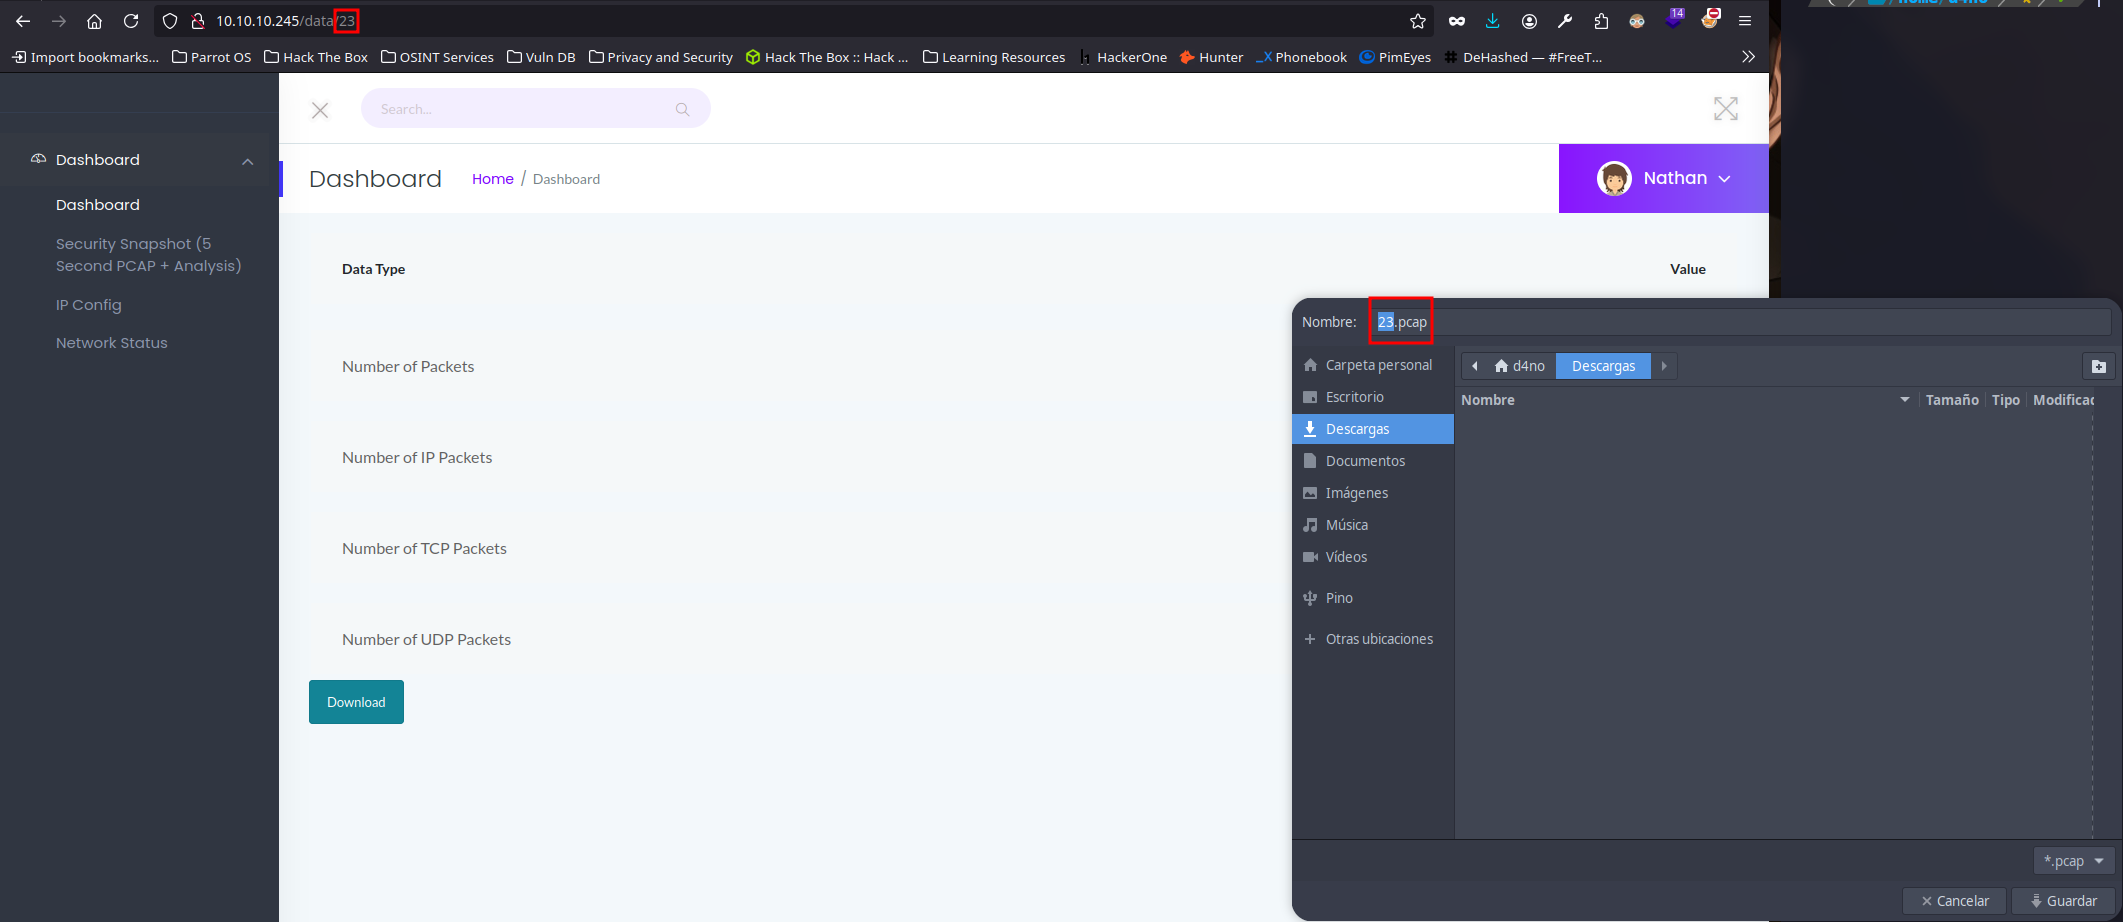 10.10.10.245/data/23
14
Import bookmarks... Parrot OS Hack The Box OSINT Services Vuln DB Privacy and Security Hack The Box :: Hack ... Learning Resources HackerOne Hunter Phonebook PimEyes DeHashed — #FreeT...
Search...
Dashboard
Dashboard
Security Snapshot (5
Second PCAP + Analysis)
IP Config
Network Status
Dashboard Home / Dashboard
Nathan
Data Type Value
Number of Packets
Number of IP Packets
Number of TCP Packets
Number of UDP Packets
Download
Nombre: 23.pcap
Carpeta personal
Escritorio
Descargas
Documentos
Imágenes
Música
Vídeos
Pino
Otras ubicaciones
d4no Descargas
Nombre Tamaño Tipo Modificac
*.pcap
Cancelar Guardar